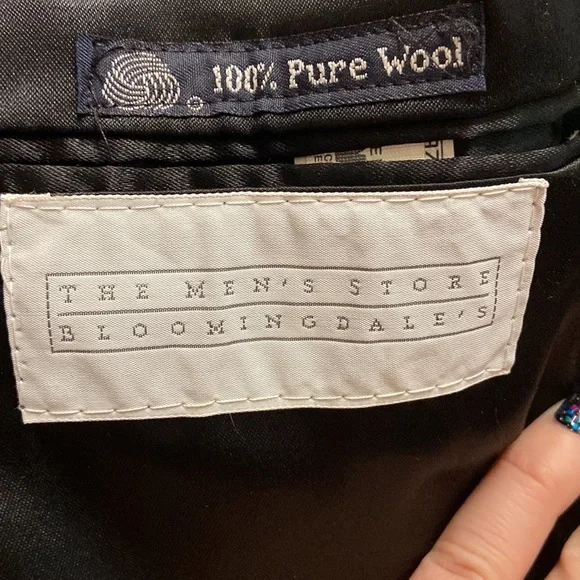 100% Pure Wool
THE MEN'S STORE
BLOOMINGDALE'S